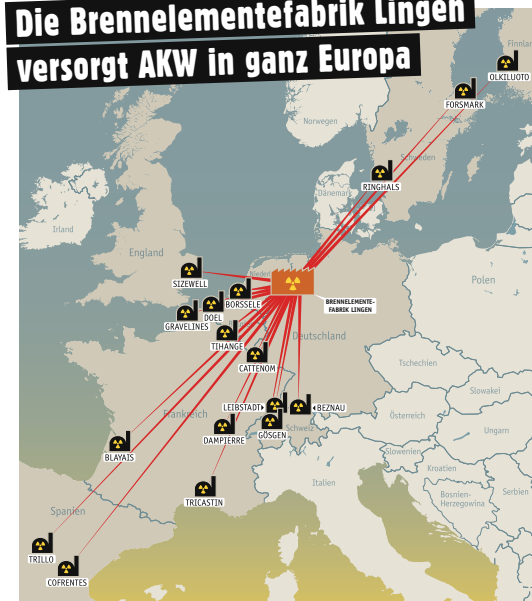 Die Brennelementefabrik Lingen
versorgt AKW in ganz Europa
OLKILUOTO
FORSMARK
Norwegen
Schweden
RINGHALS
Dänemark
Irland
England
SIZEWELL
BORSSELE
DOEL
GRAVELINES
BRENNELEMENTE-
FABRIK LINGEN
Polen
TIHANGE
Deutschland
CATTENOM
Tschechien
Slowakei
LEIBSTADT
BEZNAU
Frankreich
DAMPIERRE
GÖSGEN
Schweiz
Österreich
Ungarn
BLAYAIS
Slowenien
Kroatien
Italien
Bosnien-
Herzegowina
Serbien
TRICASTIN
Spanien
TRILLO
COFRENTES